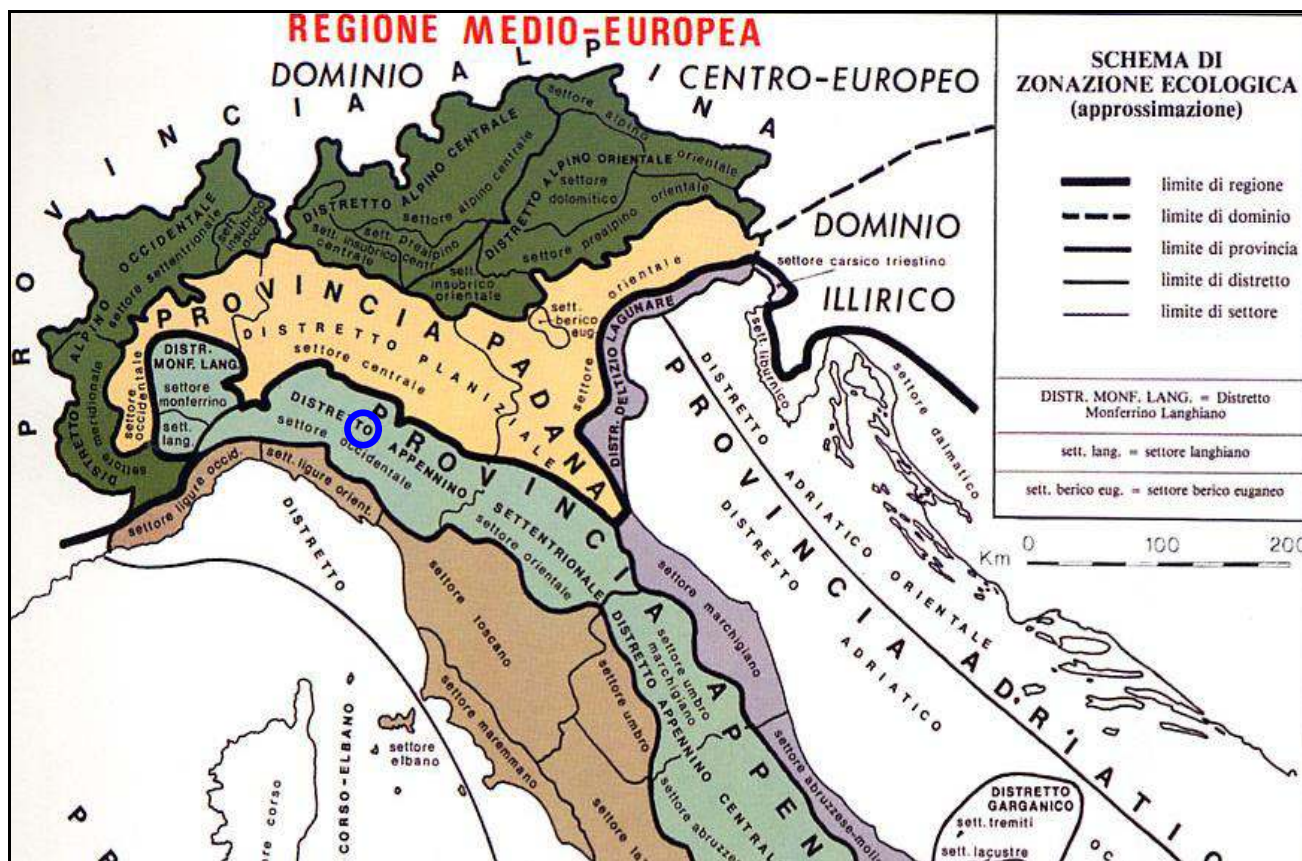 REGIONE MEDIO-EUROPEA
DOMINIO
CENTRO-EUROPEO
PROVINCIA ALPINA
SCHEMA DI
ZONAZIONE ECOLOGICA
(approssimazione)
limite di regione
limite di dominio
limite di provincia
limite di distretto
limite di settore
DISTR. MONF. LANG. = Distretto
Monferrino Langhiano
sett. lang. = settore langhiano
sett. berico eug. = settore berico euganeo
Km 0 100 200
DOMINIO
ILLIRICO
settore carsico triestino
sett. liburnico
settore dalmatico
DISTRETTO ALPINO OCCIDENTALE
settore settentrionale
settore meridionale
sett. insubrico occid.
DISTRETTO ALPINO CENTRALE
settore alpino centrale
sett. prealpino
sett. insubrico centr.
centrale
DISTRETTO ALPINO ORIENTALE
settore alpino orientale
settore
dolomitico
settore prealpino orientale
sett.
insubrico
orientale
PROVINCIA PADANA
DISTRETTO PLANIZIALE
settore centrale
settore occidentale
settore orientale
sett.
berico
eug.
DISTR. DELTIZIO LAGUNARE
DISTR.
MONF. LANG.
settore
monferrino
sett.
lang.
DISTRETTO APPENNINO SETTENTRIONALE
settore occidentale
settore orientale
PROVINCIA APPEN
settore ligure occid.
sett. ligure orient.
DISTRETTO
settore toscano
settore maremmano
settore umbro
settore la
settore
elbano
CORSO-ELBANO
settore umbro
marchigiano
DISTRETTO APPENNINO CENTRAL
settore abruzze
settore marchigiano
settore abruzzese-moli
PROVINCIA ADRIATIC
DISTRETTO ADRIATICO ORIENTALE
DISTRETTO ADRIATICO
DISTRETTO
GARGANICO
sett. tremiti
sett. lacustre